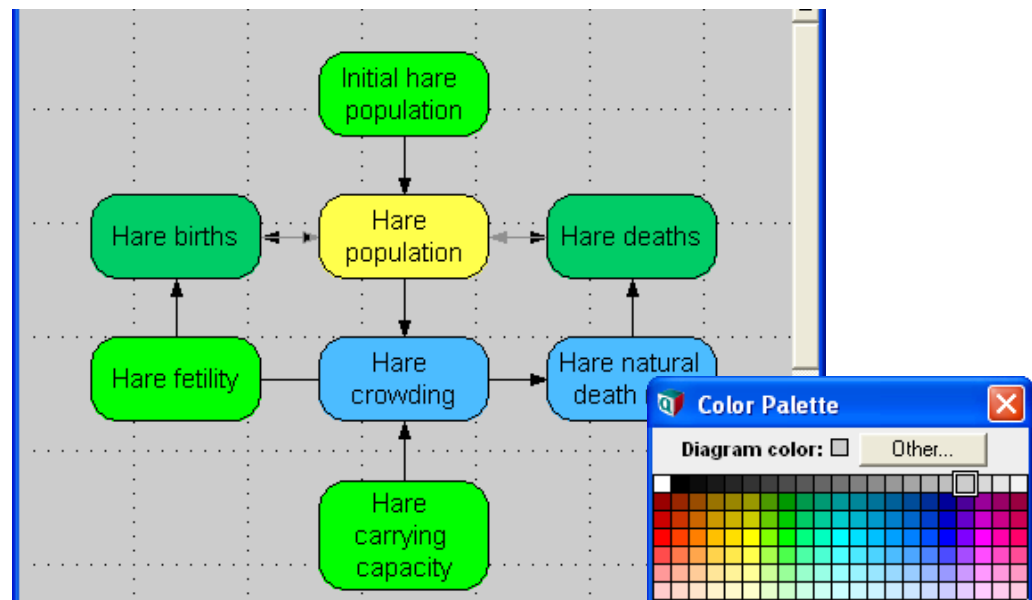 Initial hare
population
Hare births
Hare
population
Hare deaths
Hare fetility
Hare
crowding
Hare natural
death
Color Palette
Diagram color:
Other...
Hare
carrying
capacity